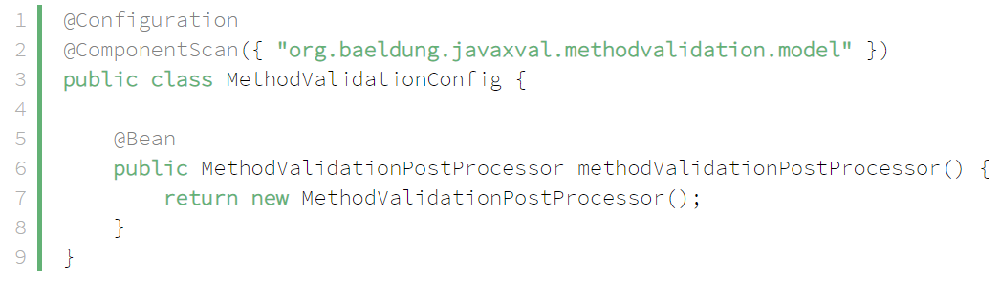 1 @Configuration
2 @ComponentScan({ "org.baeldung.javaxval.methodvalidation.model" })
3 public class MethodValidationConfig {
4
5     @Bean
6     public MethodValidationPostProcessor methodValidationPostProcessor() {
7         return new MethodValidationPostProcessor();
8     }
9 }